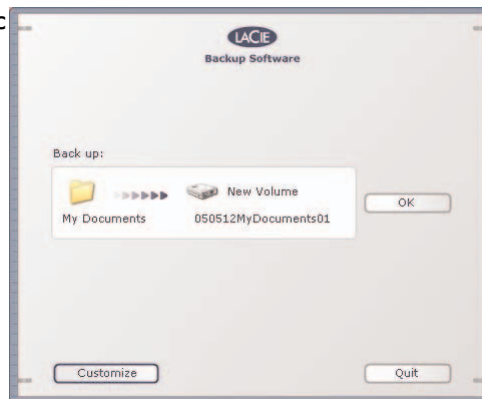 c
LACIE
Backup Software
Back up:
New Volume
My Documents
050512MyDocuments01
OK
Customize
Quit